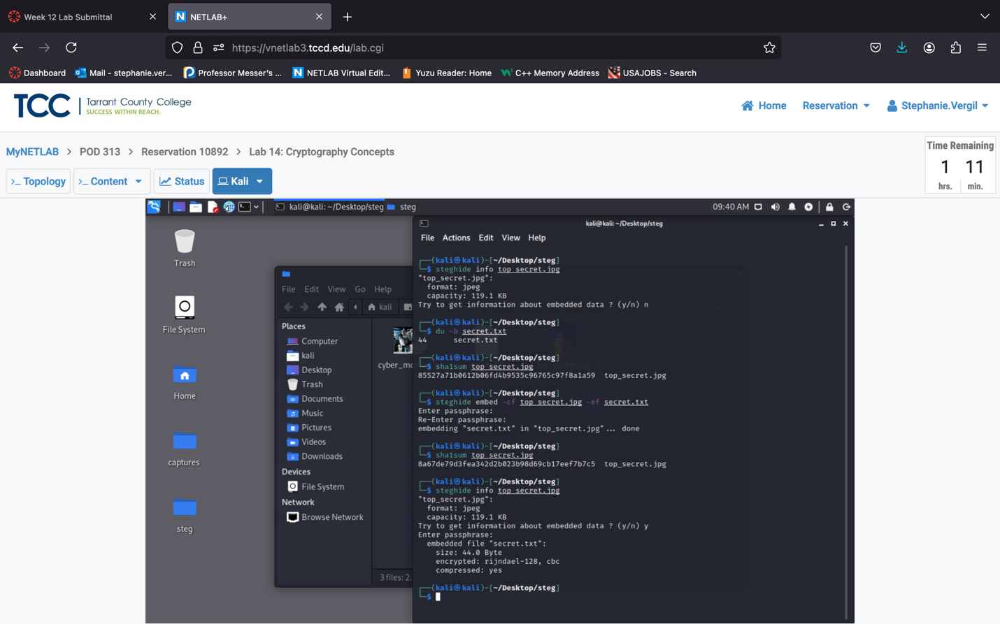 Week 12 Lab Submittal
NETLAB+
https://vnetlab3.tccd.edu/lab.cgi
Dashboard
Mail - stephanie.ver...
Professor Messer's ...
NETLAB Virtual Edit...
Yuzu Reader: Home
C++ Memory Address
USAJOBS - Search
TCC
Tarrant County College
SUCCESS WITHIN REACH.
Home
Reservation
Stephanie.Vergil
MyNETLAB > POD 313 > Reservation 10892 > Lab 14: Cryptography Concepts
Time Remaining
1 11
hrs. min.
>_ Topology
>_ Content
Status
Kali
kali@kali: ~/Desktop/steg
steg
09:40 AM
Trash
File System
Home
captures
steg
File Edit View Go Help
kali
Places
Computer
kali
Desktop
Trash
Documents
Music
Pictures
Videos
Downloads
Devices
File System
Network
Browse Network
cyber_mo
3 files: 2.
kali@kali: ~/Desktop/steg
File Actions Edit View Help
┌──(kali㉿kali)-[~/Desktop/steg]
└─$ steghide info top_secret.jpg
"top_secret.jpg":
format: jpeg
capacity: 119.1 KB
Try to get information about embedded data ? (y/n) n
┌──(kali㉿kali)-[~/Desktop/steg]
└─$ du -b secret.txt
44 secret.txt
┌──(kali㉿kali)-[~/Desktop/steg]
└─$ sha1sum top_secret.jpg
85527a71b0612b06fd4b9535c96765c97f8a1a59 top_secret.jpg
┌──(kali㉿kali)-[~/Desktop/steg]
└─$ steghide embed -cf top_secret.jpg -ef secret.txt
Enter passphrase:
Re-Enter passphrase:
embedding "secret.txt" in "top_secret.jpg"... done
┌──(kali㉿kali)-[~/Desktop/steg]
└─$ sha1sum top_secret.jpg
8a67de79d3fea342d2b023b98d69cb17eef7b7c5 top_secret.jpg
┌──(kali㉿kali)-[~/Desktop/steg]
└─$ steghide info top_secret.jpg
"top_secret.jpg":
format: jpeg
capacity: 119.1 KB
Try to get information about embedded data ? (y/n) y
Enter passphrase:
embedded file "secret.txt":
size: 44.0 Byte
encrypted: rijndael-128, cbc
compressed: yes
┌──(kali㉿kali)-[~/Desktop/steg]
└─$